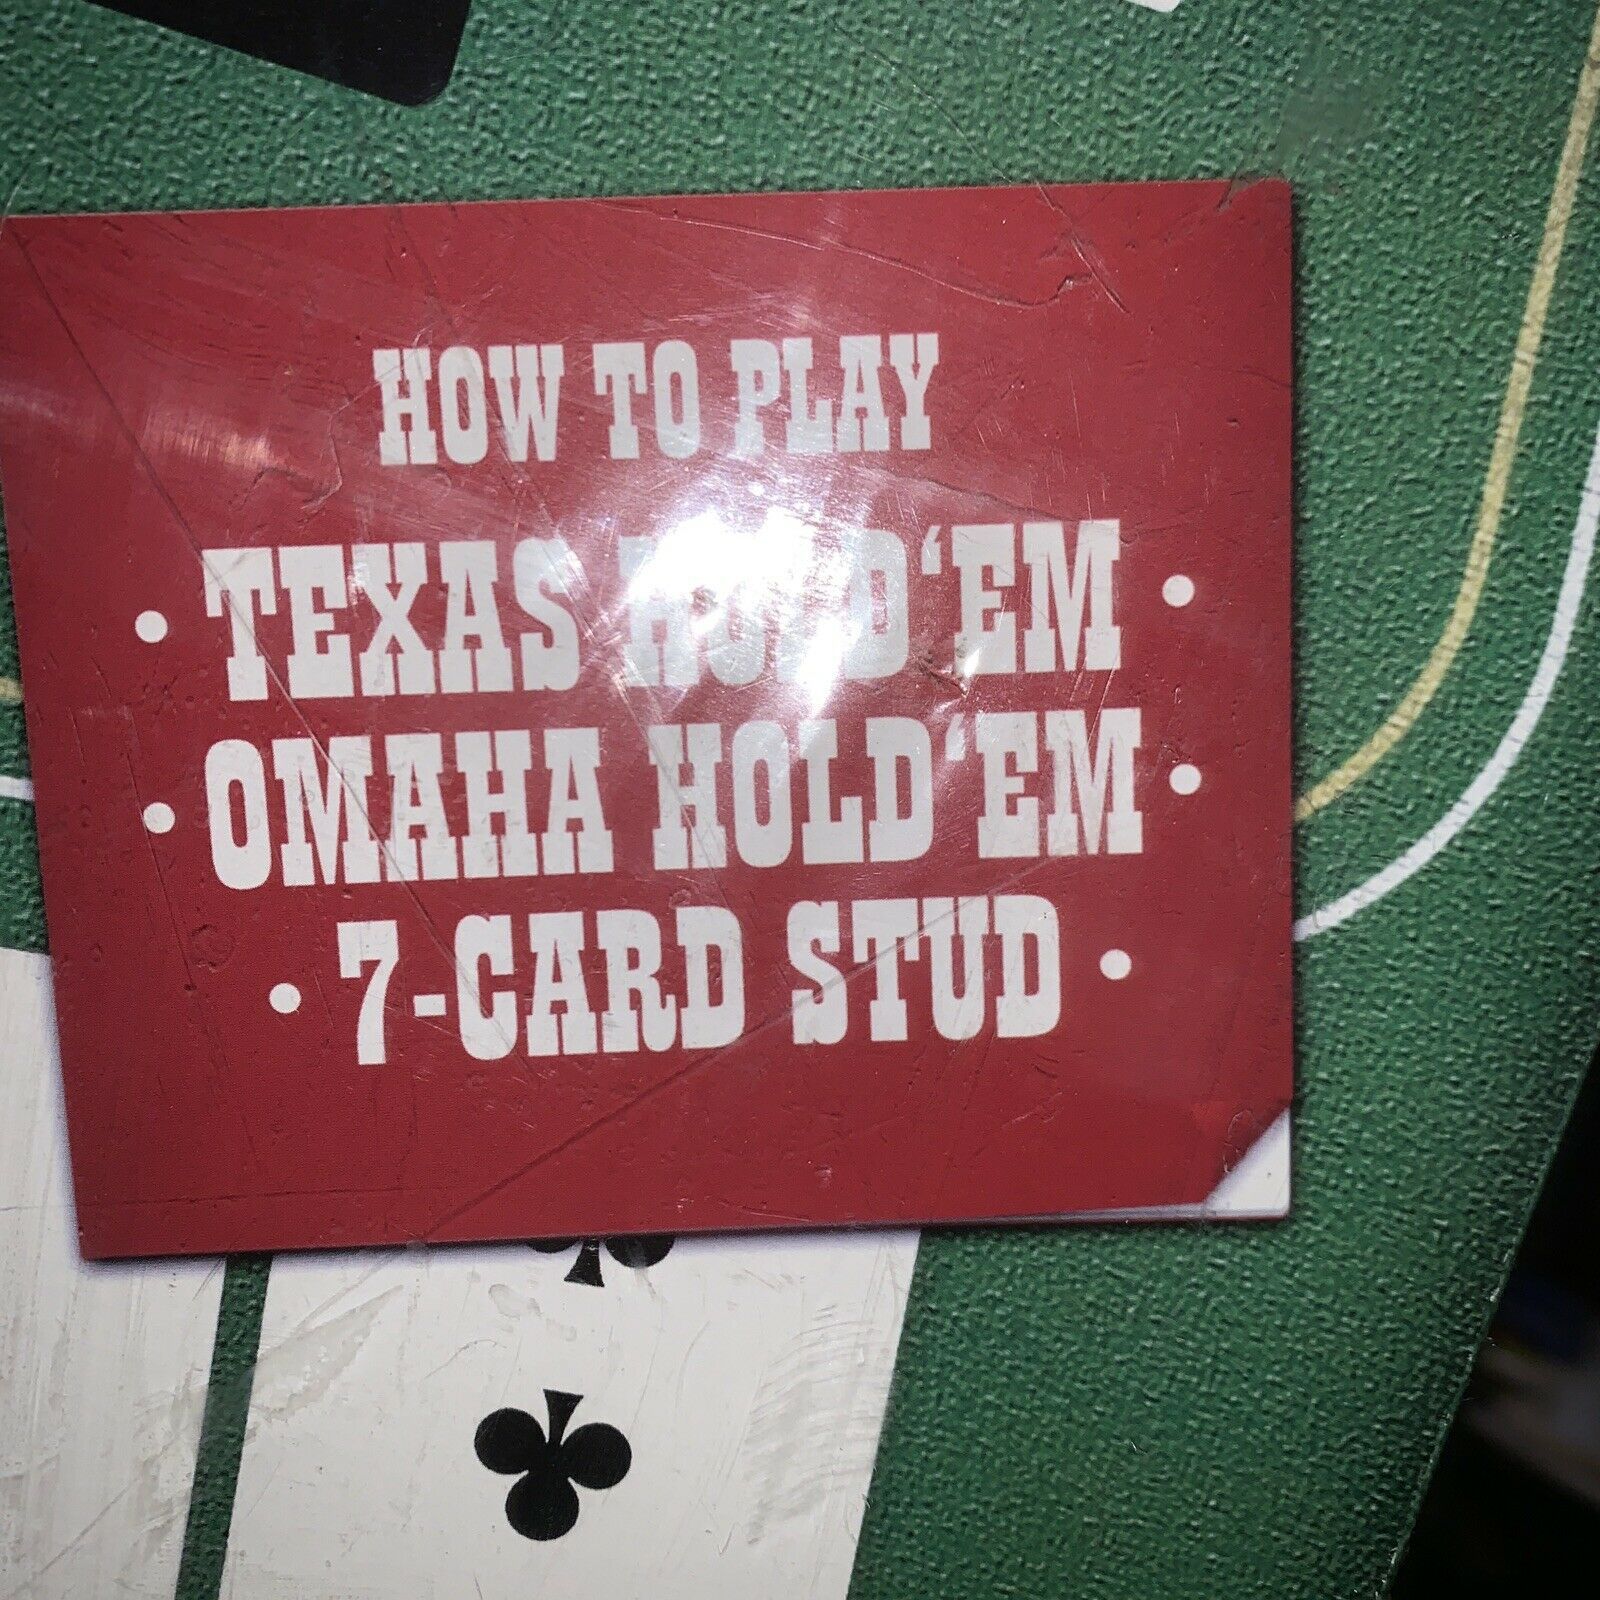 HOW TO PLAY
• TEXAS HOLD ‘EM •
• OMAHA HOLD ‘EM •
• 7-CARD STUD •